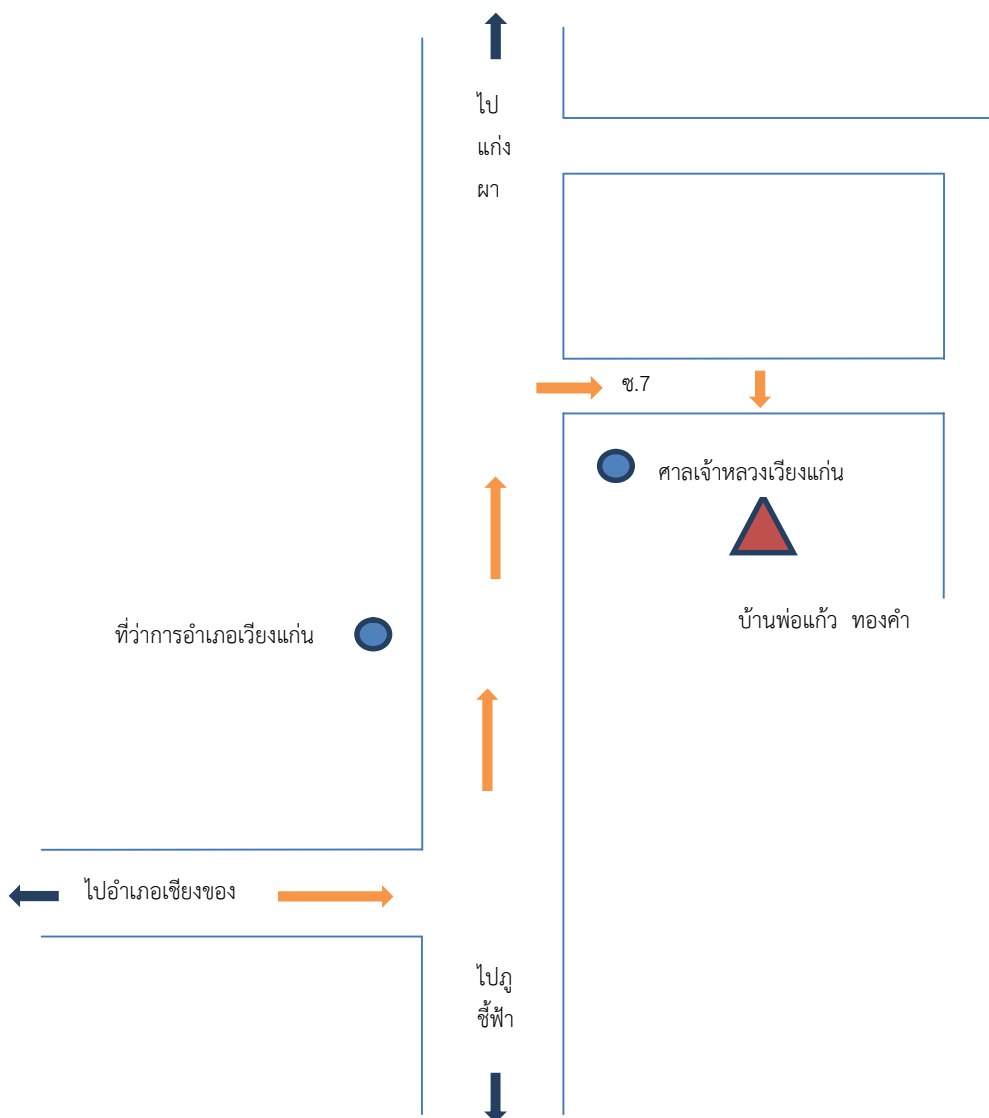 ไป
แก่ง
ผา
ซ.7
ศาลเจ้าหลวงเวียงแก่น
บ้านพ่อแก้ว ทองคำ
ที่ว่าการอำเภอเวียงแก่น
ไปอำเภอเชียงของ
ไปภู
ชี้ฟ้า